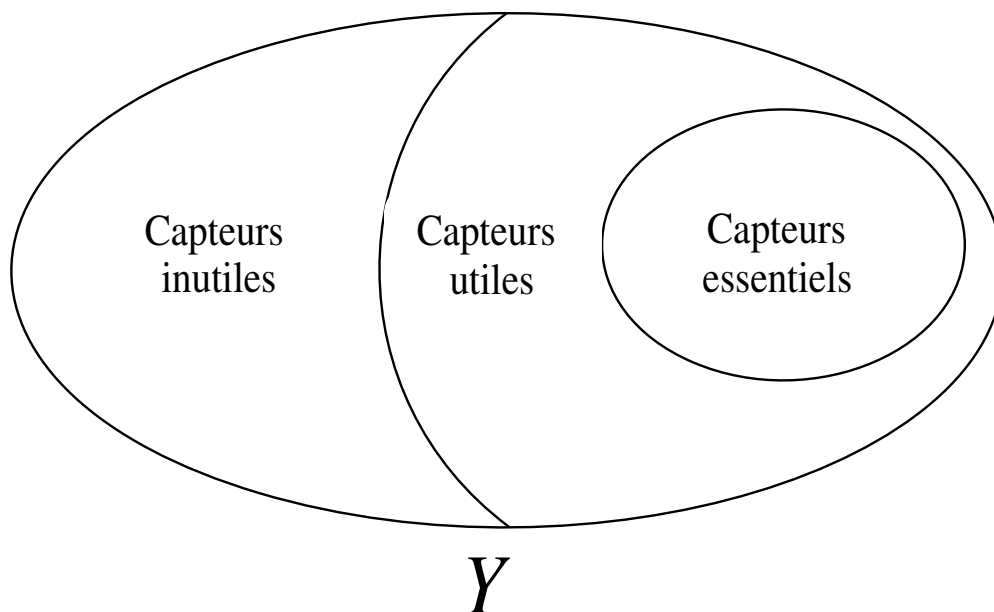 Capteurs
inutiles
Capteurs
utiles
Capteurs
essentiels
Y